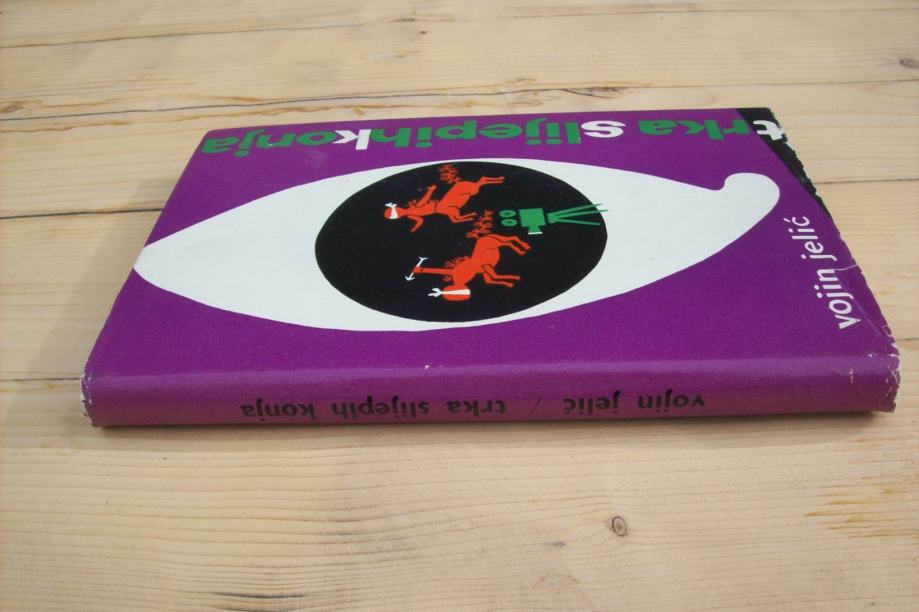 trka slijepih konja
vojin jelić
vojin jelić / trka slijepih konja